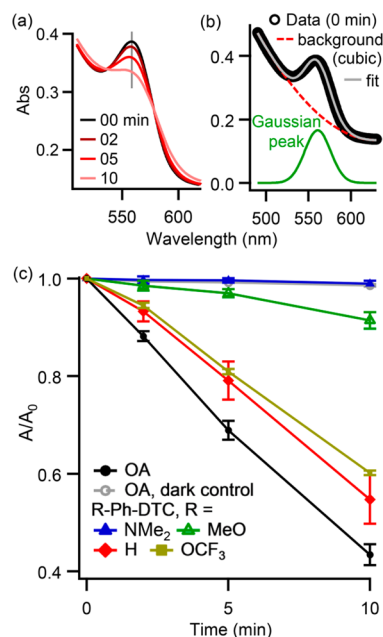 (a)
Abs
0.4
0.3
0.2
00 min
02
05
10
550
600
(b)
Data (0 min)
background
(cubic)
fit
Gaussian
peak
0.4
0.2
0.0
500
550
600
Wavelength (nm)
(c)
A/A0
1.0
0.8
0.6
0.4
OA
OA, dark control
R-Ph-DTC, R =
NMe2 MeO
H OCF3
0
5
10
Time (min)